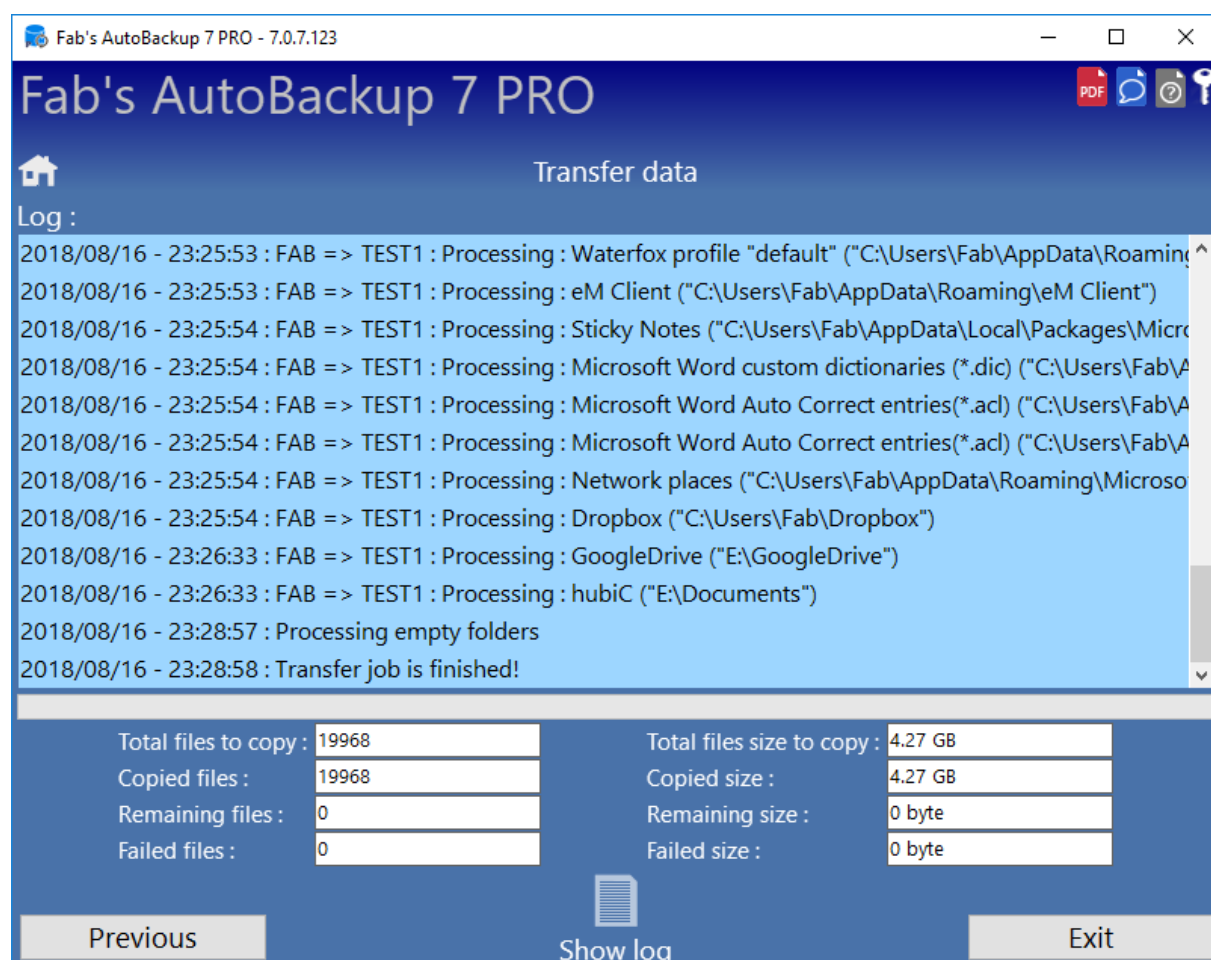 Fab's AutoBackup 7 PRO - 7.0.7.123
Fab's AutoBackup 7 PRO
PDF
Transfer data
Log :
2018/08/16 - 23:25:53 : FAB => TEST1 : Processing : Waterfox profile "default" ("C:\Users\Fab\AppData\Roaming
2018/08/16 - 23:25:53 : FAB => TEST1 : Processing : eM Client ("C:\Users\Fab\AppData\Roaming\eM Client")
2018/08/16 - 23:25:54 : FAB => TEST1 : Processing : Sticky Notes ("C:\Users\Fab\AppData\Local\Packages\Micro
2018/08/16 - 23:25:54 : FAB => TEST1 : Processing : Microsoft Word custom dictionaries (*.dic) ("C:\Users\Fab\A
2018/08/16 - 23:25:54 : FAB => TEST1 : Processing : Microsoft Word Auto Correct entries(*.acl) ("C:\Users\Fab\A
2018/08/16 - 23:25:54 : FAB => TEST1 : Processing : Microsoft Word Auto Correct entries(*.acl) ("C:\Users\Fab\A
2018/08/16 - 23:25:54 : FAB => TEST1 : Processing : Network places ("C:\Users\Fab\AppData\Roaming\Microso
2018/08/16 - 23:25:54 : FAB => TEST1 : Processing : Dropbox ("C:\Users\Fab\Dropbox")
2018/08/16 - 23:26:33 : FAB => TEST1 : Processing : GoogleDrive ("E:\GoogleDrive")
2018/08/16 - 23:26:33 : FAB => TEST1 : Processing : hubiC ("E:\Documents")
2018/08/16 - 23:28:57 : Processing empty folders
2018/08/16 - 23:28:58 : Transfer job is finished!
Total files to copy : 19968 Total files size to copy : 4.27 GB
Copied files : 19968 Copied size : 4.27 GB
Remaining files : 0 Remaining size : 0 byte
Failed files : 0 Failed size : 0 byte
Previous Show log Exit